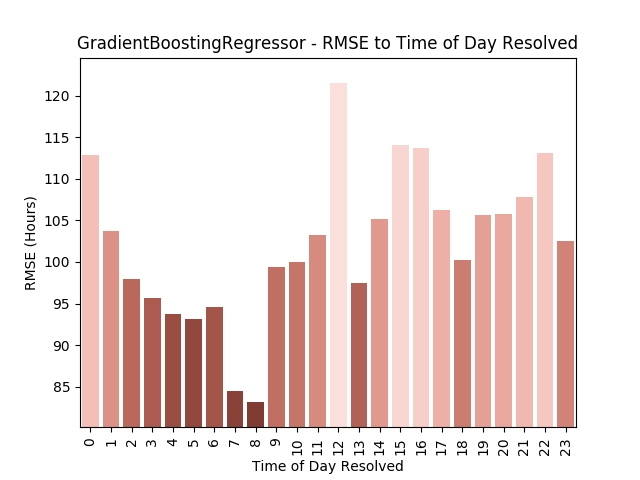 GradientBoostingRegressor - RMSE to Time of Day Resolved
120
115
110
105
100
95
90
85
RMSE (Hours)
0 1 2 3 4 5 6 7 8 9 10 11 12 13 14 15 16 17 18 19 20 21 22 23
Time of Day Resolved